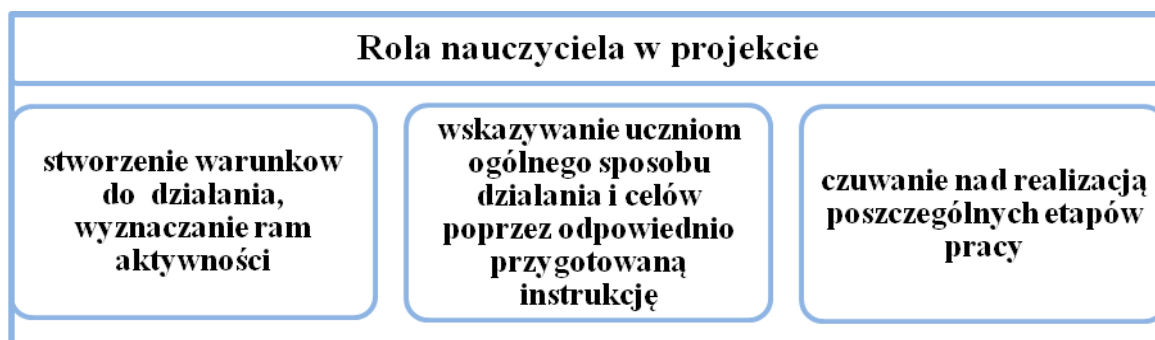 Rola nauczyciela w projekcie
stworzenie warunkow
do działania,
wyznaczanie ram
aktywności
wskazywanie uczniom
ogólnego sposobu
działania i celów
poprzez odpowiednio
przygotowaną
instrukcję
czuwanie nad realizacją
poszczególnych etapów
pracy